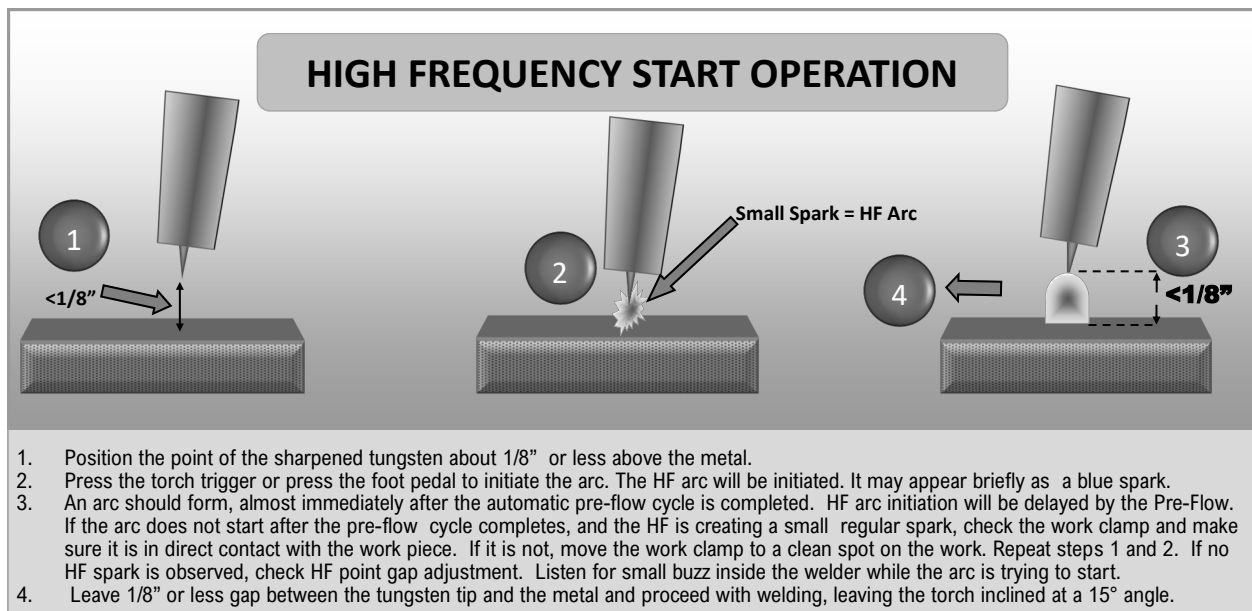 HIGH FREQUENCY START OPERATION
1
<1/8”
2
Small Spark = HF Arc
3
4
<1/8”
1. Position the point of the sharpened tungsten about 1/8” or less above the metal.
2. Press the torch trigger or press the foot pedal to initiate the arc. The HF arc will be initiated. It may appear briefly as a blue spark.
3. An arc should form, almost immediately after the automatic pre-flow cycle is completed. HF arc initiation will be delayed by the Pre-Flow.
If the arc does not start after the pre-flow cycle completes, and the HF is creating a small regular spark, check the work clamp and make
sure it is in direct contact with the work piece. If it is not, move the work clamp to a clean spot on the work. Repeat steps 1 and 2. If no
HF spark is observed, check HF point gap adjustment. Listen for small buzz inside the welder while the arc is trying to start.
4. Leave 1/8” or less gap between the tungsten tip and the metal and proceed with welding, leaving the torch inclined at a 15° angle.